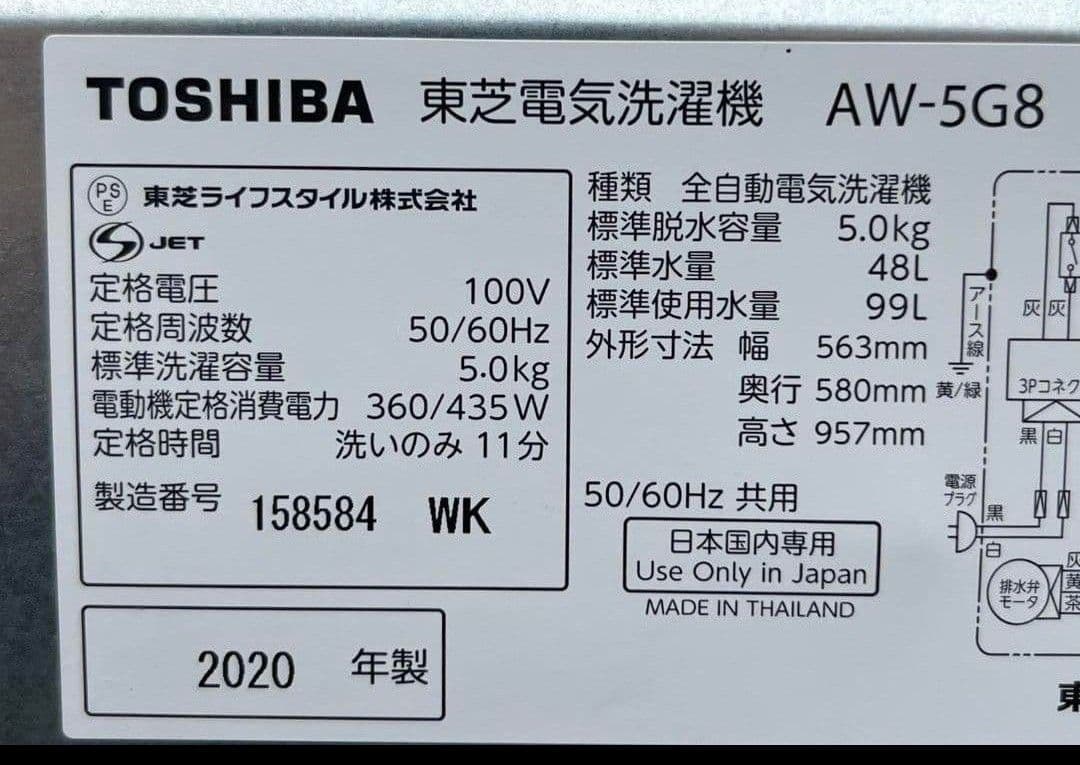 TOSHIBA 東芝電気洗濯機 AW-5G8
PSE 東芝ライフスタイル株式会社
S JET
定格電圧 100V
定格周波数 50/60Hz
標準洗濯容量 5.0kg
電動機定格消費電力 360/435W
定格時間 洗いのみ 11分
製造番号 158584 WK
2020 年製
種類 全自動電気洗濯機
標準脱水容量 5.0kg
標準水量 48L
標準使用水量 99L
外形寸法 幅 563mm
奥行 580mm
高さ 957mm
50/60Hz 共用
日本国内専用
Use Only in Japan
MADE IN THAILAND
アース線
黄/緑
灰 灰
3Pコネク
黒 白
電源
プラグ
黒
白
排水弁
モータ
灰
黄
茶
東